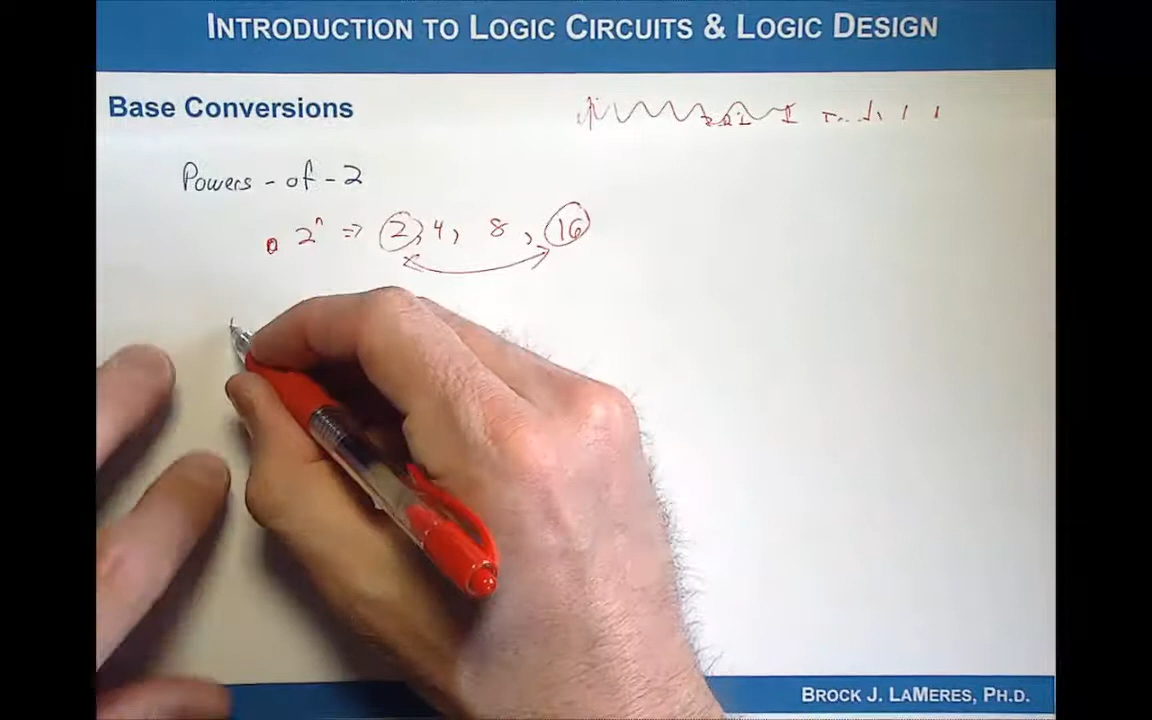 INTRODUCTION TO LOGIC CIRCUITS & LOGIC DESIGN
Base Conversions
Powers-of-2
2ⁿ ⇒ 2, 4, 8, 16
BROCK J. LAMERES, PH.D.